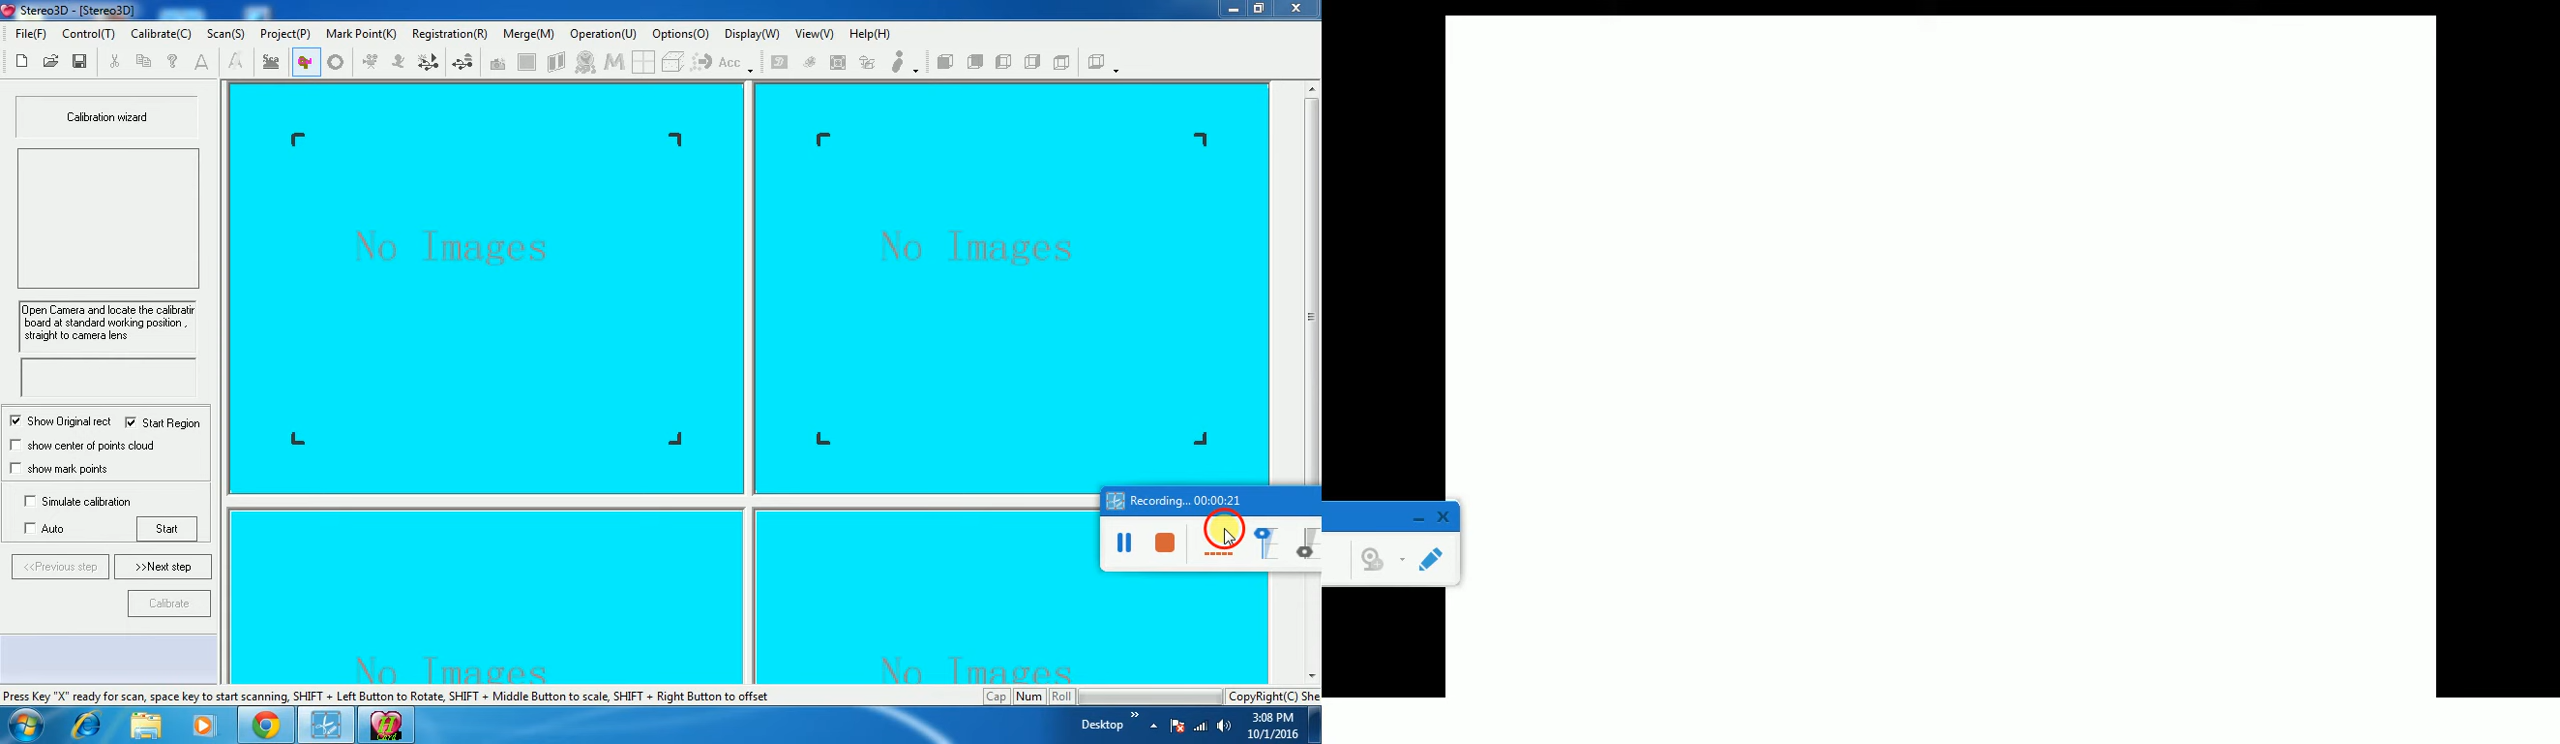 Stereo3D - [Stereo3D]
File(F) Control(T) Calibrate(C) Scan(S) Project(P) Mark Point(K) Registration(R) Merge(M) Operation(U) Options(O) Display(W) View(V) Help(H)
Sca
Acc
Calibration wizard
Open Camera and locate the calibratir
board at standard working position ,
straight to camera lens
Show Original rect Start Region
show center of points cloud
show mark points
Simulate calibration
Auto Start
<<Previous step >>Next step
Calibrate
No Images No Images
Recording... 00:00:21
No Images No Images
Press Key "X" ready for scan, space key to start scanning, SHIFT + Left Button to Rotate, SHIFT + Middle Button to scale, SHIFT + Right Button to offset
Cap Num Roll CopyRight(C) She
Desktop
3:08 PM
10/1/2016